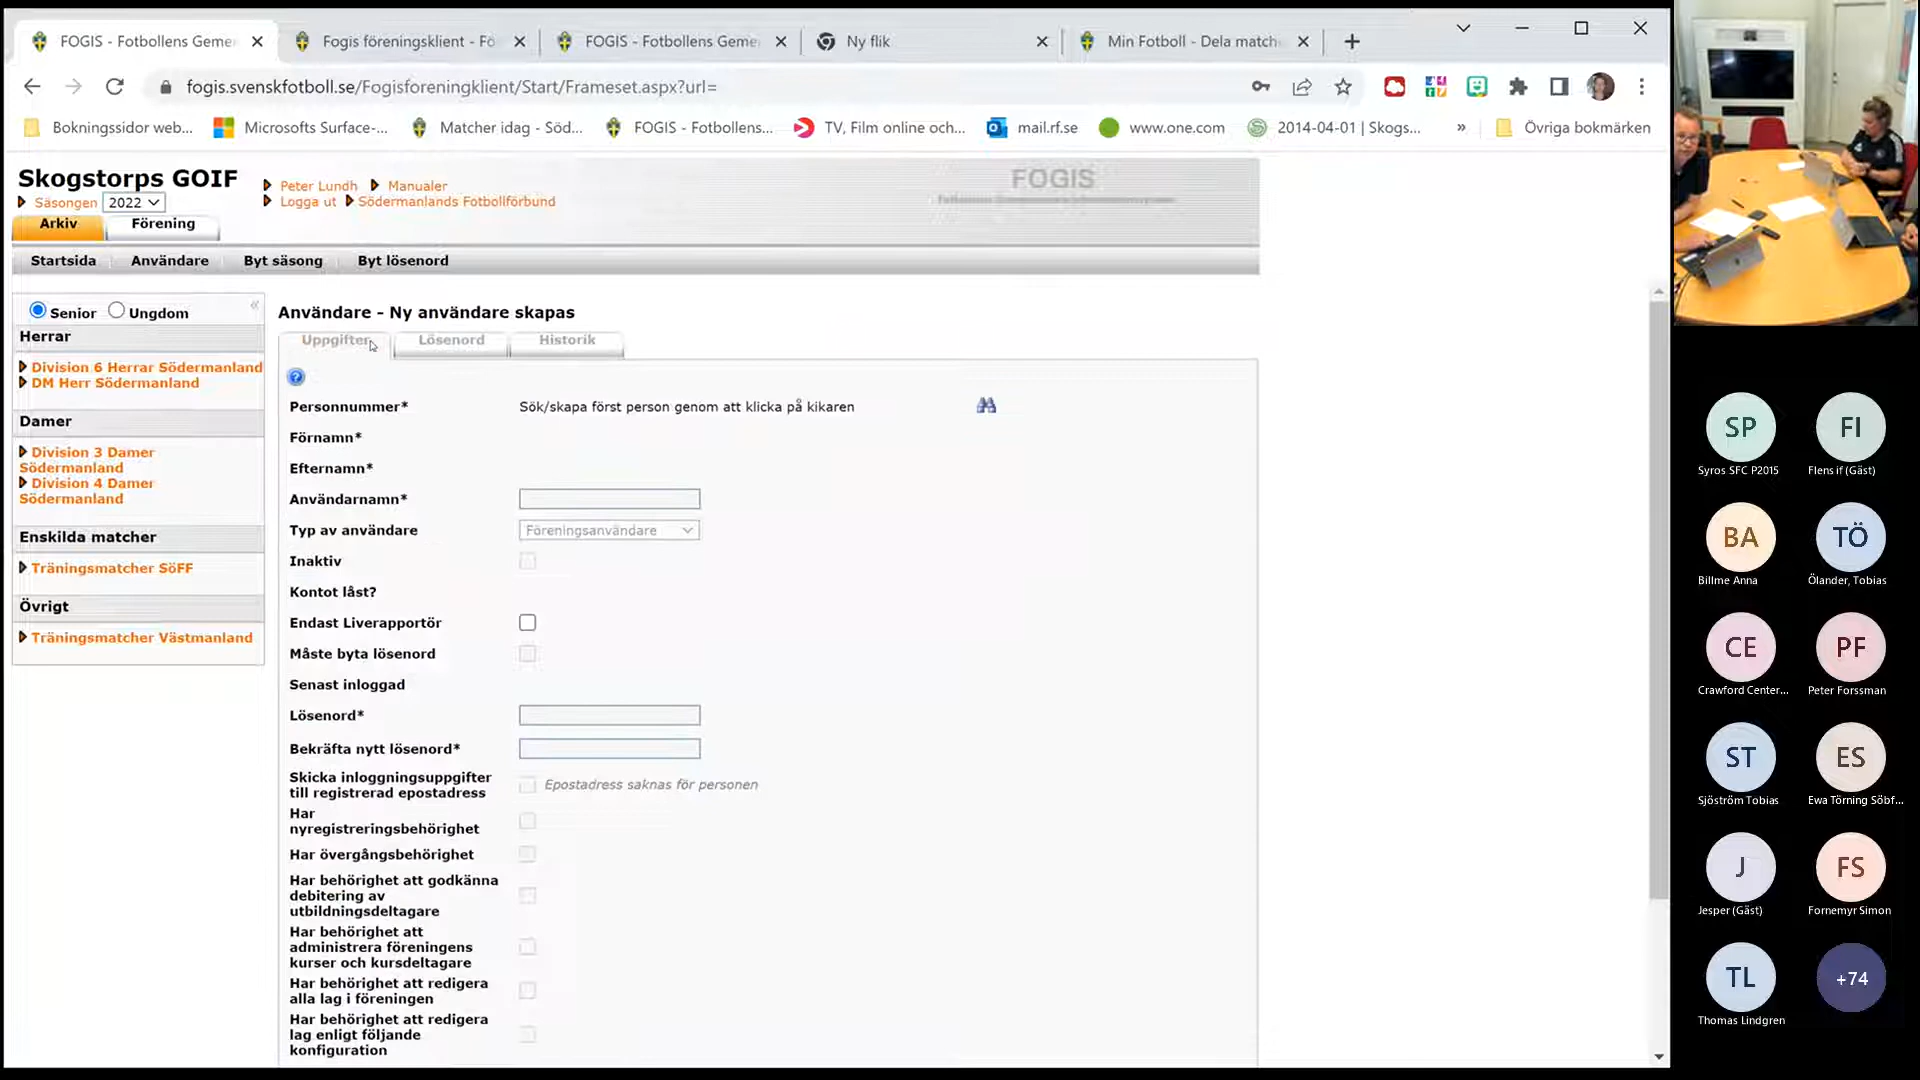 FOGIS - Fotbollens Geme
Fogis föreningsklient - Fö
FOGIS - Fotbollens Geme
Ny flik
Min Fotboll - Dela match
fogis.svenskfotboll.se/Fogisforeningklient/Start/Frameset.aspx?url=
Bokningssidor web...
Microsofts Surface-...
Matcher idag - Söd...
FOGIS - Fotbollens...
TV, Film online och...
mail.rf.se
www.one.com
2014-04-01 | Skogs...
»
Övriga bokmärken
Skogstorps GOIF
Peter Lundh
Manualer
FOGIS
Säsongen 2022
Logga ut
Södermanlands Fotbollförbund
Arkiv
Förening
Startsida
Användare
Byt säsong
Byt lösenord
Senior
Ungdom
«
Herrar
Division 6 Herrar Södermanland
DM Herr Södermanland
Damer
Division 3 Damer
Södermanland
Division 4 Damer
Södermanland
Enskilda matcher
Träningsmatcher SöFF
Övrigt
Träningsmatcher Västmanland
Användare - Ny användare skapas
Uppgifter
Lösenord
Historik
?
Personnummer*
Sök/skapa först person genom att klicka på kikaren
Förnamn*
Efternamn*
Användarnamn*
Typ av användare
Föreningsanvändare
Inaktiv
Kontot låst?
Endast Liverapportör
Måste byta lösenord
Senast inloggad
Lösenord*
Bekräfta nytt lösenord*
Skicka inloggningsuppgifter
till registrerad epostadress
Epostadress saknas för personen
Har
nyregistreringsbehörighet
Har övergångsbehörighet
Har behörighet att godkänna
debitering av
utbildningsdeltagare
Har behörighet att
administrera föreningens
kurser och kursdeltagare
Har behörighet att redigera
alla lag i föreningen
Har behörighet att redigera
lag enligt följande
konfiguration
SP
FI
Syros SFC P2015
Flens if (Gäst)
BA
TÖ
Billme Anna
Ölander, Tobias
CE
PF
Crawford Center...
Peter Forssman
ST
ES
Sjöström Tobias
Ewa Törning Söbf...
J
FS
Jesper (Gäst)
Fornemyr Simon
TL
+74
Thomas Lindgren